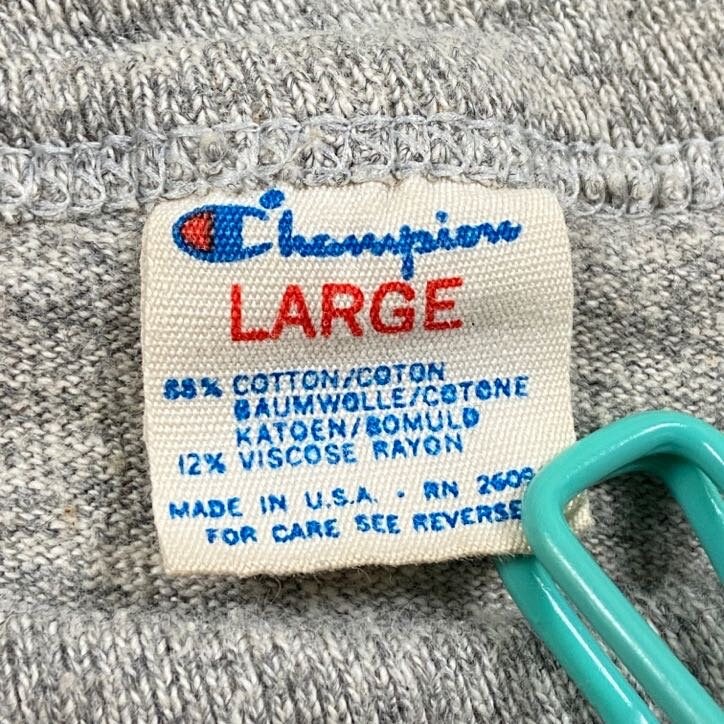 Champion
LARGE
88% COTTON/COTON
BAUMWOLLE/COTONE
KATOEN/BOMULD
12% VISCOSE RAYON
MADE IN U.S.A. • RN
FOR CARE SEE REVERSE